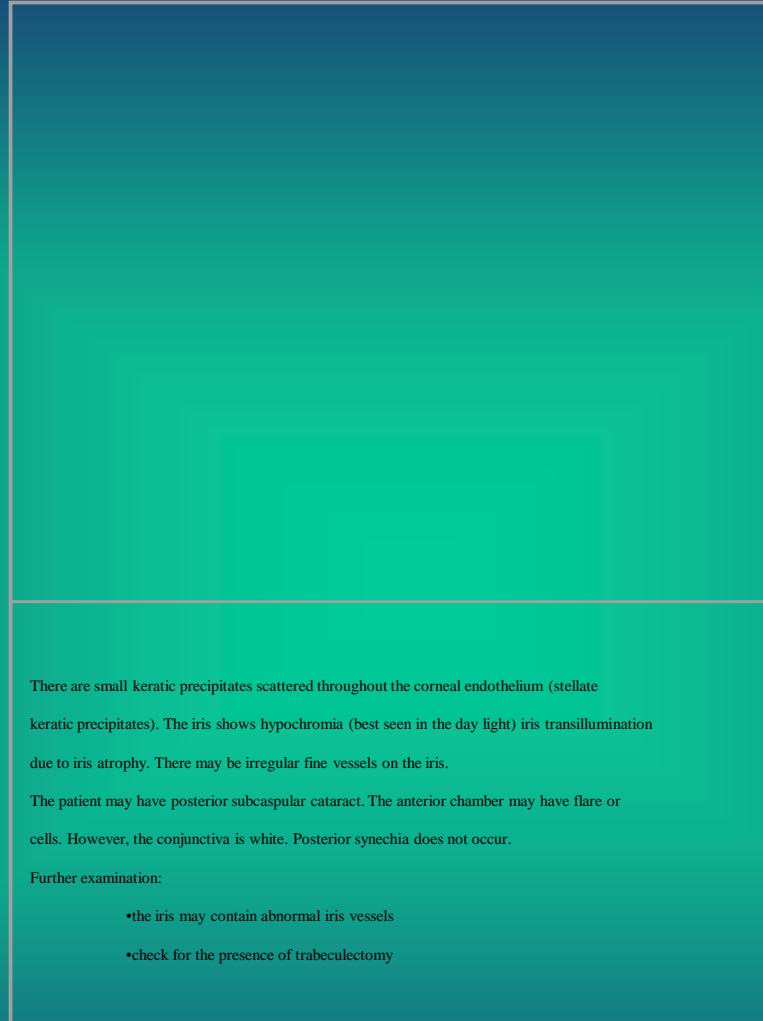 There are small keratic precipitates scattered throughout the corneal endothelium (stellate
keratic precipitates). The iris shows hypochromia (best seen in the day light) iris transillumination
due to iris atrophy. There may be irregular fine vessels on the iris.
The patient may have posterior subcaspular cataract. The anterior chamber may have flare or
cells. However, the conjunctiva is white. Posterior synechia does not occur.
Further examination:
•the iris may contain abnormal iris vessels
•check for the presence of trabeculectomy